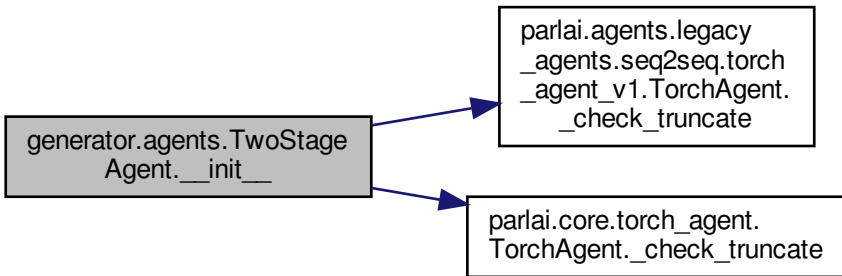 generator.agents.TwoStage
Agent.__init__
parlai.agents.legacy
_agents.seq2seq.torch
_agent_v1.TorchAgent.
_check_truncate
parlai.core.torch_agent.
TorchAgent._check_truncate